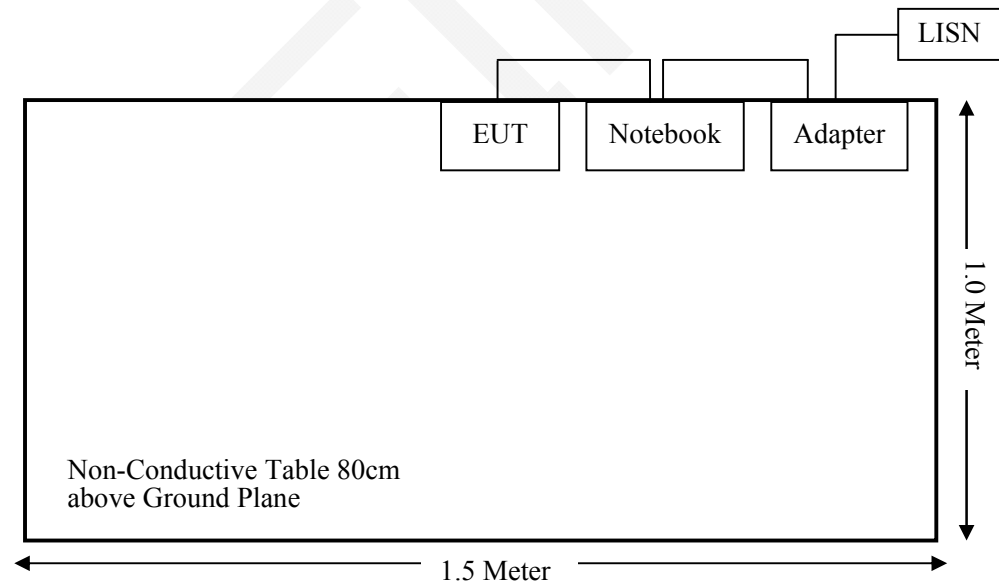 LISN
EUT
Notebook
Adapter
1.0 Meter
Non-Conductive Table 80cm
above Ground Plane
1.5 Meter